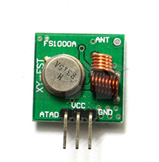 FS1000A
ANT
XY-FST
VCC
ATAD
GND